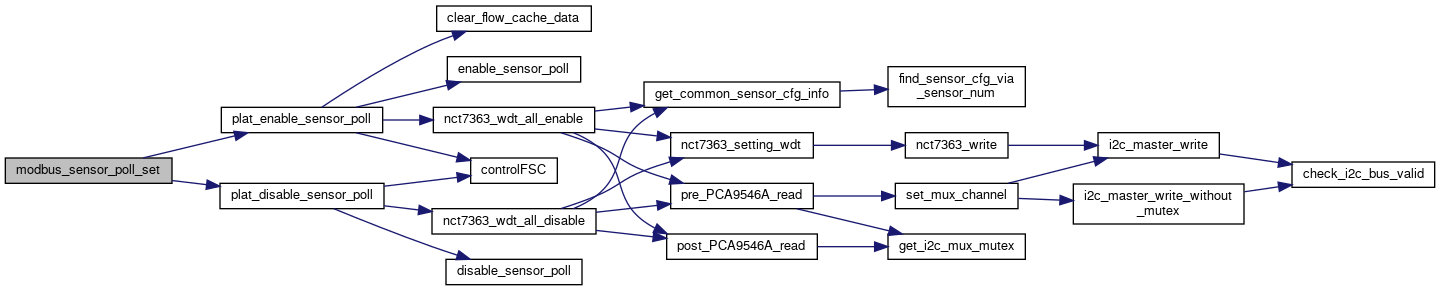 modbus_sensor_poll_set
plat_enable_sensor_poll
plat_disable_sensor_poll
clear_flow_cache_data
enable_sensor_poll
nct7363_wdt_all_enable
controlFSC
nct7363_wdt_all_disable
disable_sensor_poll
get_common_sensor_cfg_info
nct7363_setting_wdt
pre_PCA9546A_read
post_PCA9546A_read
find_sensor_cfg_via
_sensor_num
nct7363_write
set_mux_channel
get_i2c_mux_mutex
i2c_master_write
i2c_master_write_without
_mutex
check_i2c_bus_valid